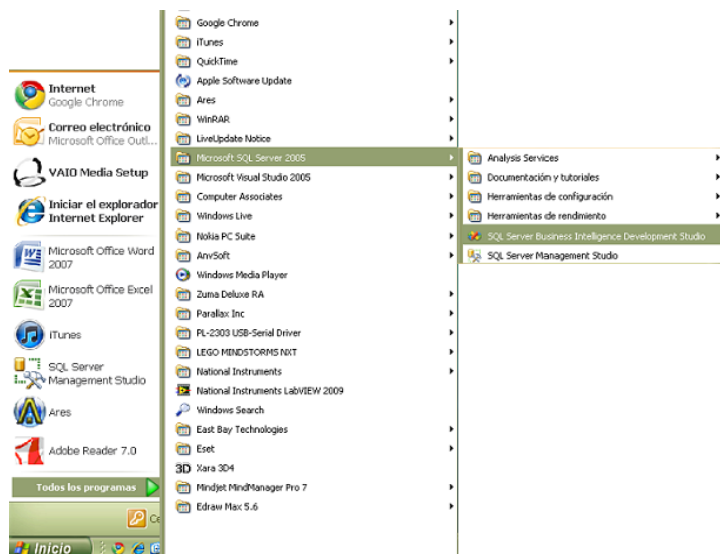 Internet
Google Chrome
Correo electrónico
Microsoft Office Outl...
VAIO Media Setup
Iniciar el explorador
Internet Explorer
Microsoft Office Word
2007
Microsoft Office Excel
2007
iTunes
SQL Server
Management Studio
Ares
Adobe Reader 7.0
Todos los programas
Ce
Inicio
Google Chrome
iTunes
QuickTime
Apple Software Update
Ares
WinRAR
LiveUpdate Notice
Microsoft SQL Server 2005
Microsoft Visual Studio 2005
Computer Associates
Windows Live
Nokia PC Suite
AnvSoft
Windows Media Player
Zuma Deluxe RA
Parallax Inc
PL-2303 USB-Serial Driver
LEGO MINDSTORMS NXT
National Instruments
National Instruments LabVIEW 2009
Windows Search
East Bay Technologies
Eset
3D Xara 3D4
Mindjet MindManager Pro 7
Edraw Max 5.6
Analysis Services
Documentación y tutoriales
Herramientas de configuración
Herramientas de rendimiento
SQL Server Business Intelligence Development Studio
SQL Server Management Studio